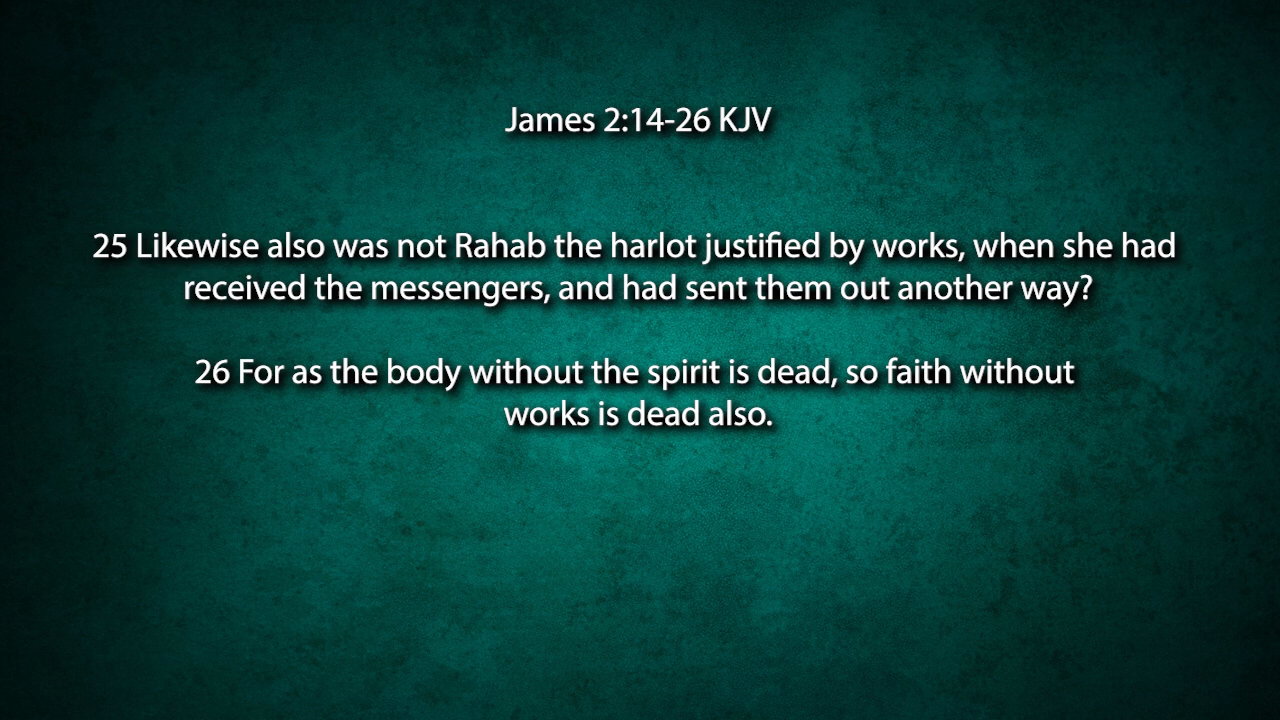 James 2:14-26 KJV
25 Likewise also was not Rahab the harlot justified by works, when she had
received the messengers, and had sent them out another way?
26 For as the body without the spirit is dead, so faith without
works is dead also.